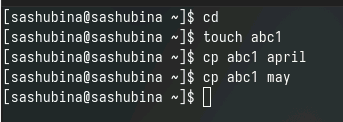 [sashubina@sashubina ~]$ cd
[sashubina@sashubina ~]$ touch abc1
[sashubina@sashubina ~]$ cp abc1 april
[sashubina@sashubina ~]$ cp abc1 may
[sashubina@sashubina ~]$